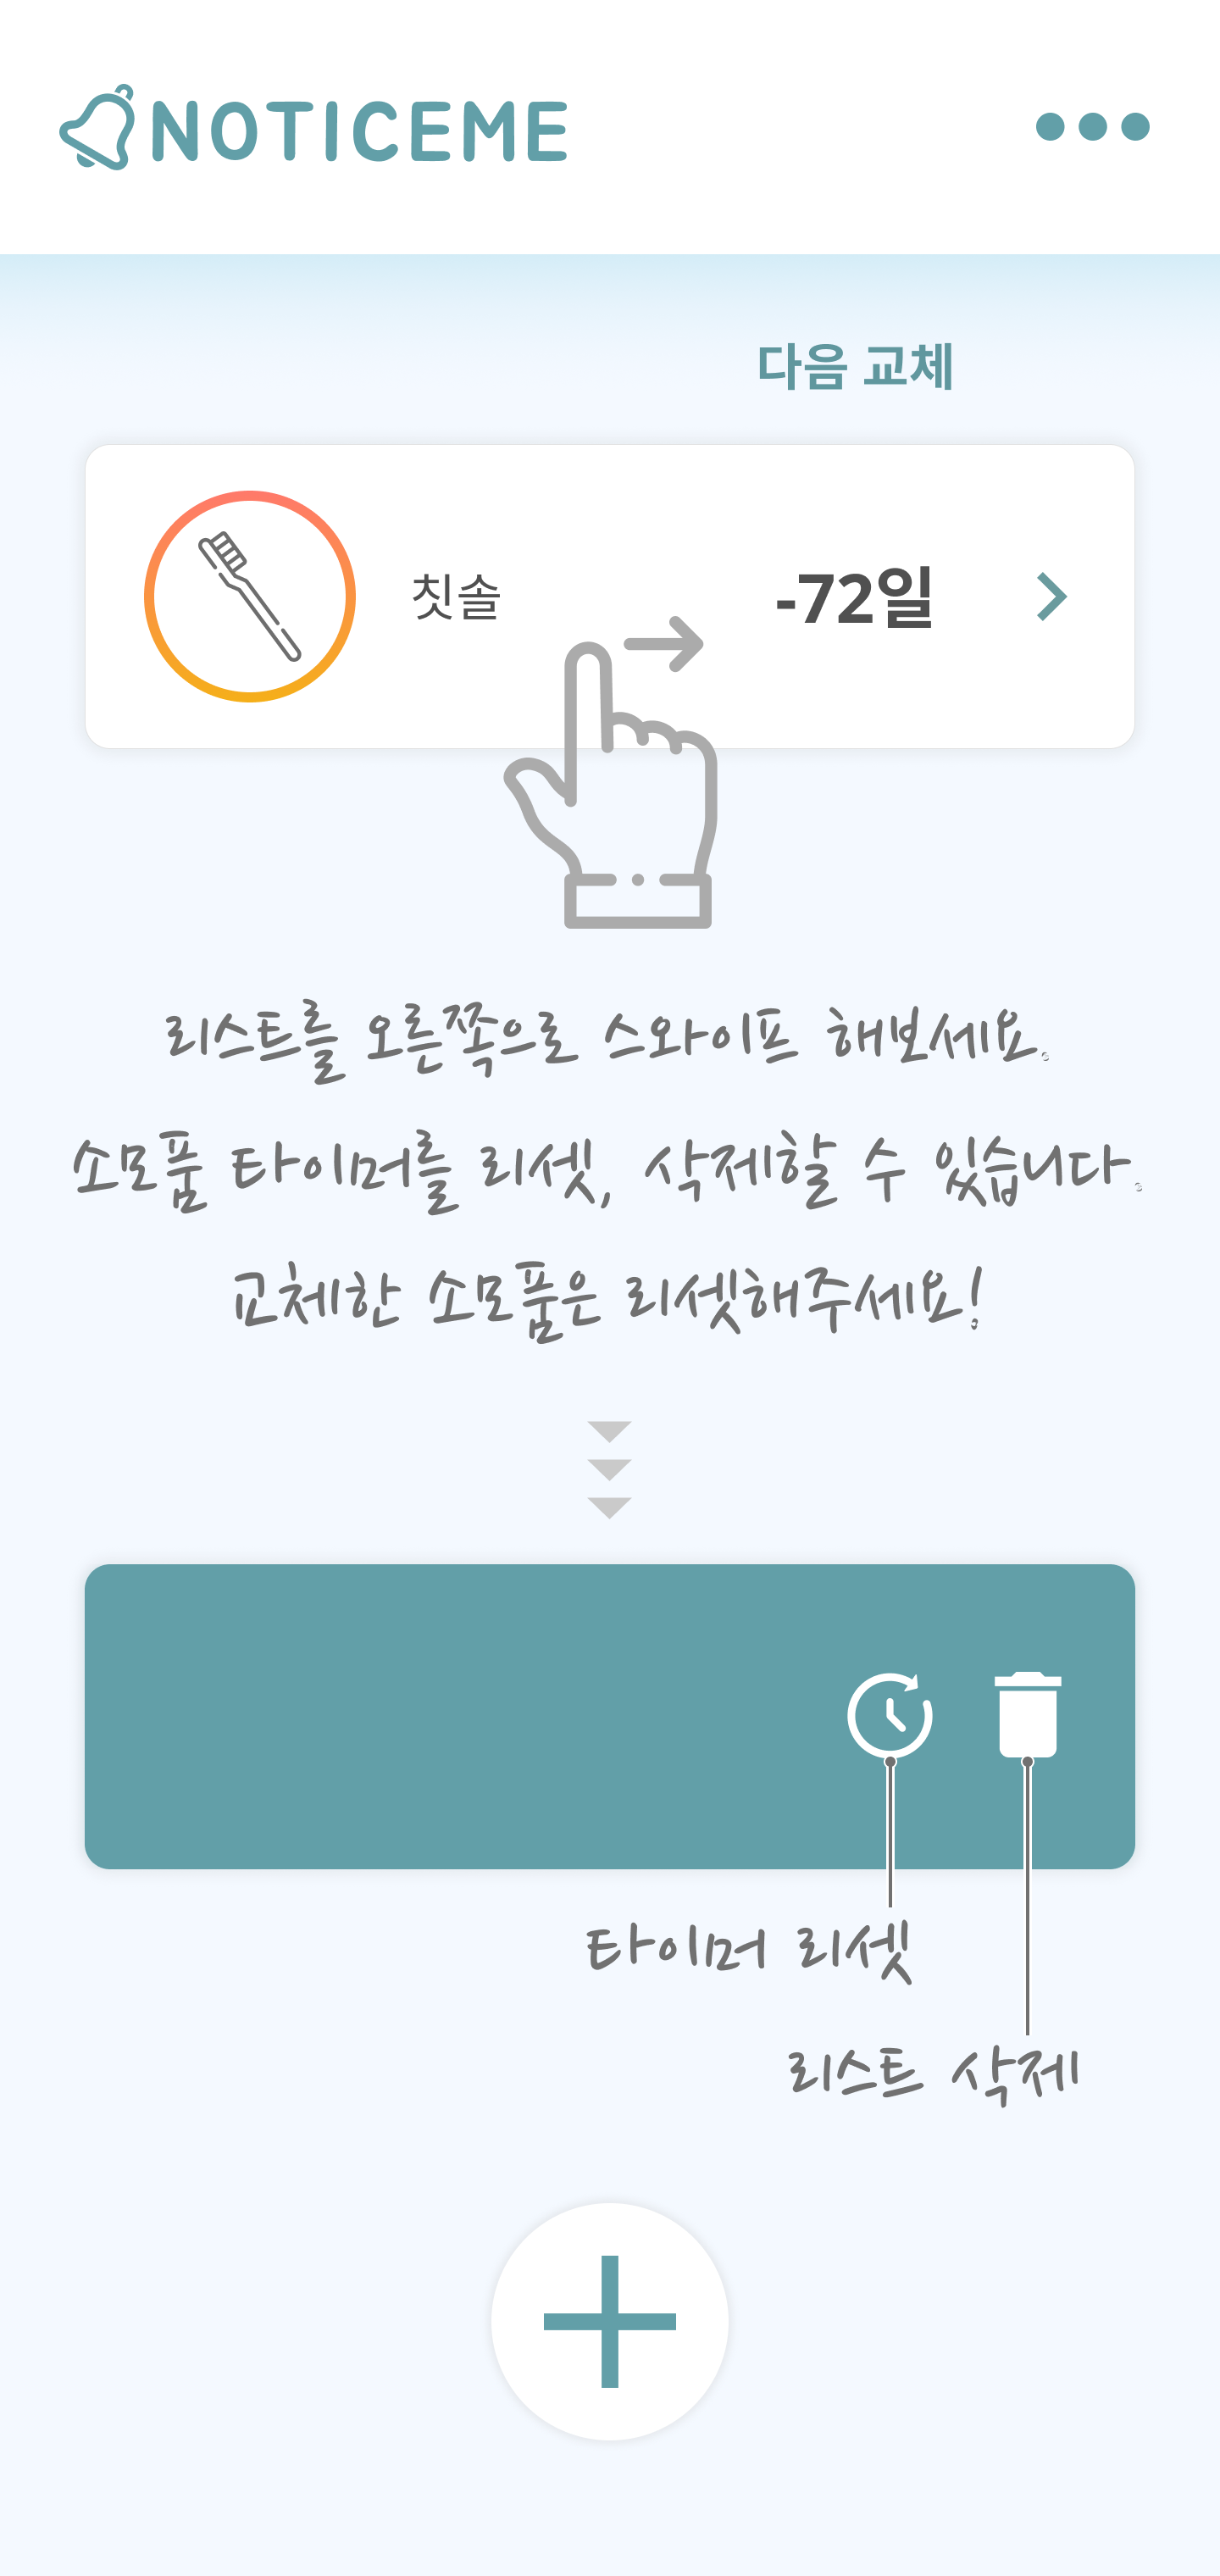 NOTICEME
다음 교체
칫솔
-72일
리스트를 오른쪽으로 스와이프 해보세요.
소모품 타이머를 리셋, 삭제할 수 있습니다.
교체한 소모품은 리셋해주세요!
타이머 리셋
리스트 삭제